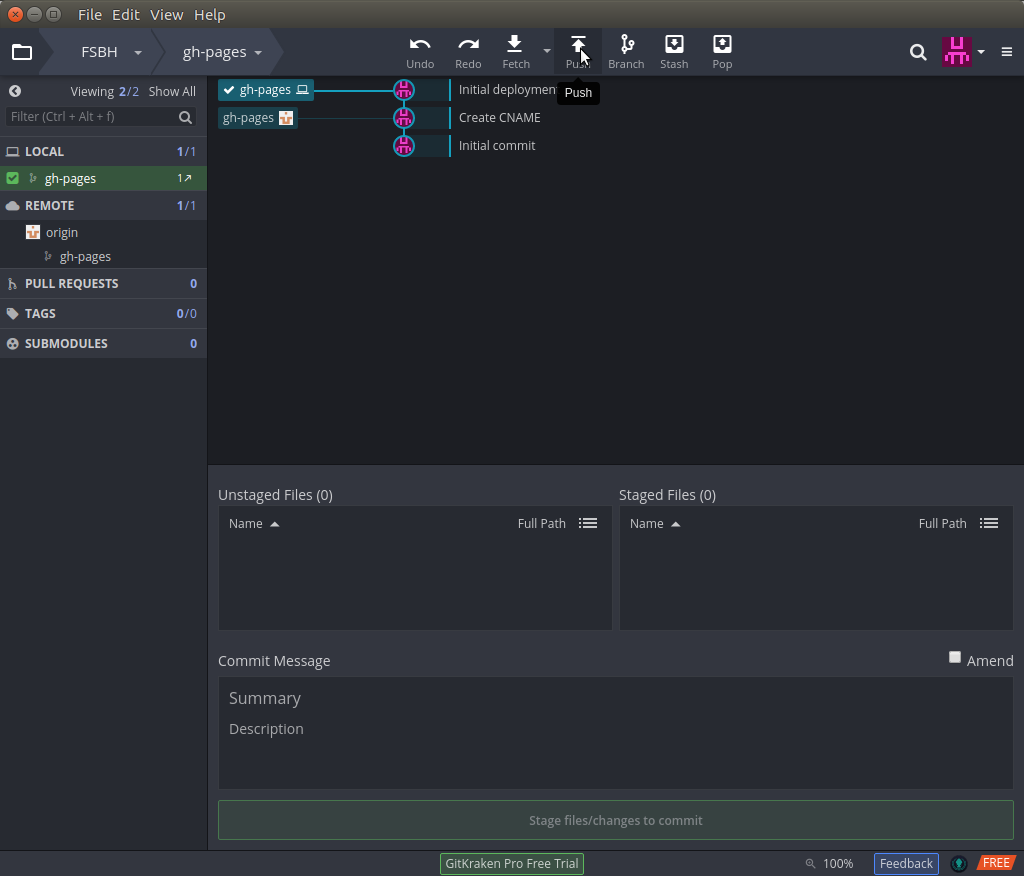 File Edit View Help
FSBH gh-pages Undo Redo Fetch Push Branch Stash Pop
Push
Viewing 2/2 Show All
Filter (Ctrl + Alt + f)
LOCAL 1/1
gh-pages 1
REMOTE 1/1
origin
gh-pages
PULL REQUESTS 0
TAGS 0/0
SUBMODULES 0
gh-pages Initial deployment
gh-pages Create CNAME
Initial commit
Unstaged Files (0) Staged Files (0)
Name Full Path Name Full Path
Commit Message Amend
Summary
Description
Stage files/changes to commit
GitKraken Pro Free Trial 100% Feedback FREE